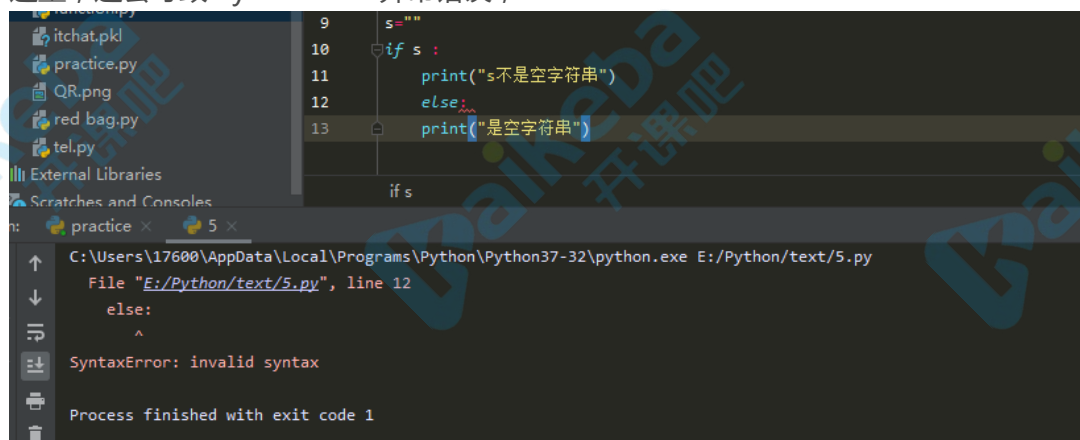 function.py
itchat.pkl
practice.py
QR.png
red bag.py
tel.py
External Libraries
Scratches and Consoles
9 s=""
10 if s :
11 print("s不是空字符串")
12 else:
13 print("是空字符串")
if s
practice × 5 ×
C:\Users\17600\AppData\Local\Programs\Python\Python37-32\python.exe E:/Python/text/5.py
File "E:/Python/text/5.py", line 12
else:
^
SyntaxError: invalid syntax
Process finished with exit code 1
Kaikeba
开课吧